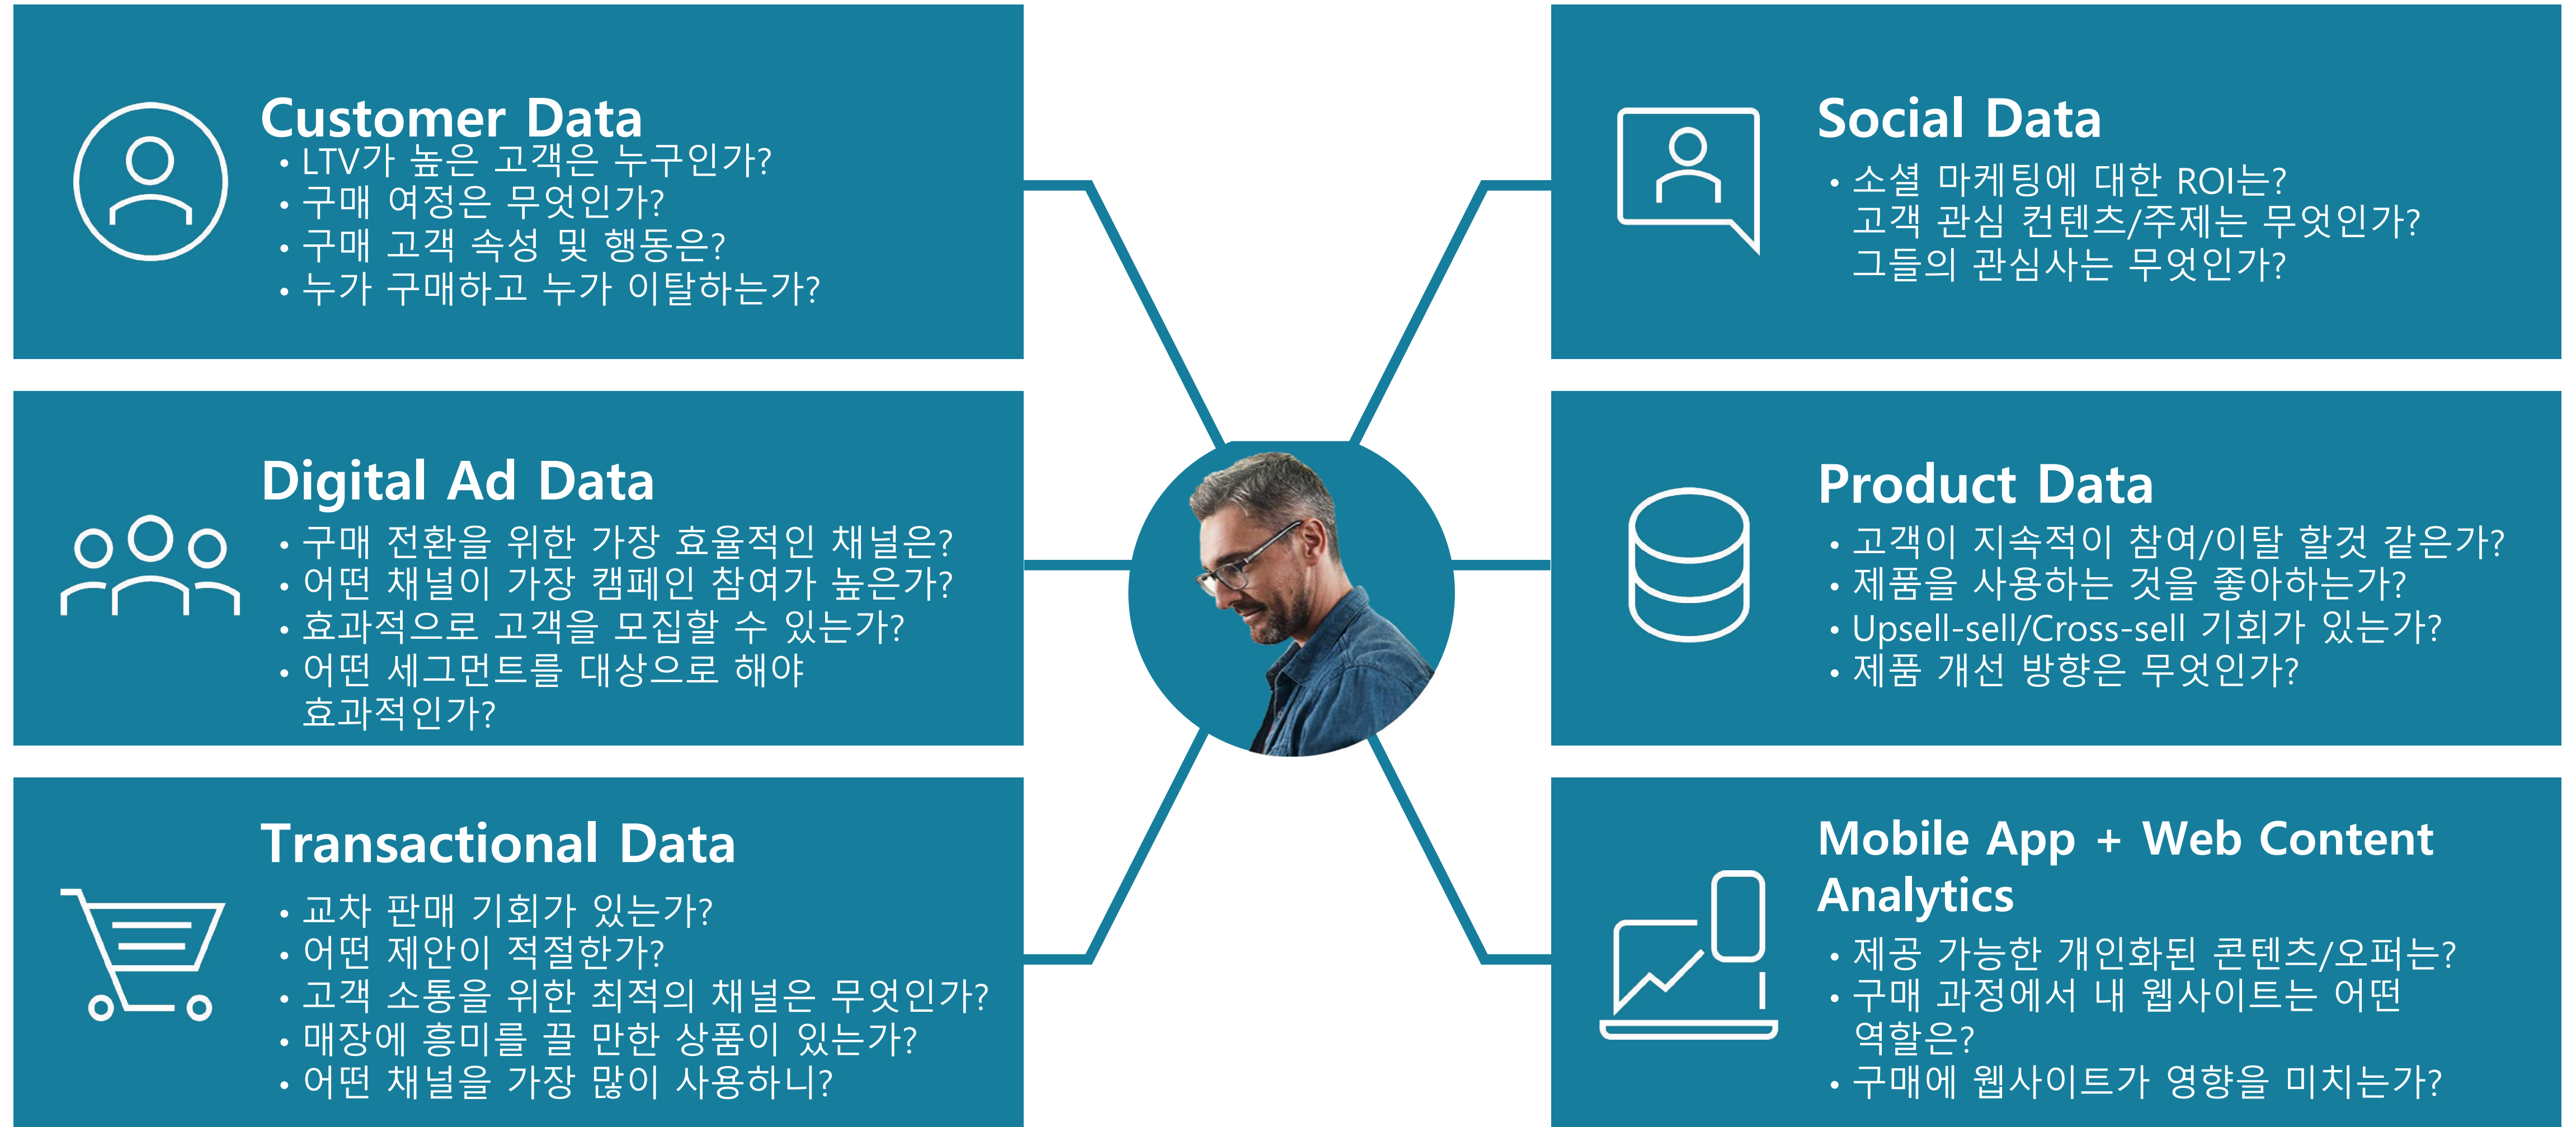 Customer Data
• LTV가 높은 고객은 누구인가?
• 구매 여정은 무엇인가?
• 구매 고객 속성 및 행동은?
• 누가 구매하고 누가 이탈하는가?
Digital Ad Data
• 구매 전환을 위한 가장 효율적인 채널은?
• 어떤 채널이 가장 캠페인 참여가 높은가?
• 효과적으로 고객을 모집할 수 있는가?
• 어떤 세그먼트를 대상으로 해야
효과적인가?
Transactional Data
• 교차 판매 기회가 있는가?
• 어떤 제안이 적절한가?
• 고객 소통을 위한 최적의 채널은 무엇인가?
• 매장에 흥미를 끌 만한 상품이 있는가?
• 어떤 채널을 가장 많이 사용하니?
Social Data
• 소셜 마케팅에 대한 ROI는?
고객 관심 컨텐츠/주제는 무엇인가?
그들의 관심사는 무엇인가?
Product Data
• 고객이 지속적이 참여/이탈 할것 같은가?
• 제품을 사용하는 것을 좋아하는가?
• Upsell-sell/Cross-sell 기회가 있는가?
• 제품 개선 방향은 무엇인가?
Mobile App + Web Content
Analytics
• 제공 가능한 개인화된 콘텐츠/오퍼는?
• 구매 과정에서 내 웹사이트는 어떤
역할은?
• 구매에 웹사이트가 영향을 미치는가?